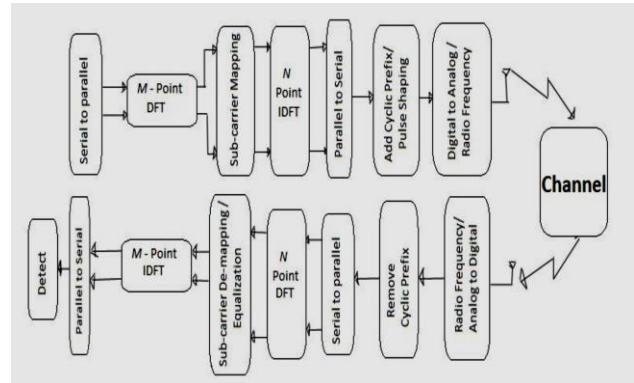 Serial to parallel
M - Point
DFT
Sub-carrier Mapping
N
Point
IDFT
Parallel to Serial
Add Cyclic Prefix/
Pulse Shaping
Digital to Analog /
Radio Frequency
Channel
Radio Frequency/
Analog to Digital
Remove
Cyclic Prefix
Serial to parallel
N
Point
DFT
Sub-carrier De-mapping /
Equalization
M - Point
IDFT
Parallel to Serial
Detect